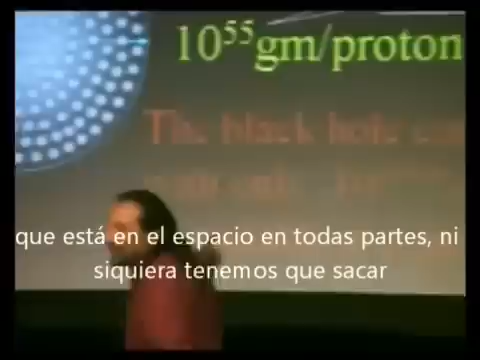 10⁵⁵gm/proton
The black hole
que está en el espacio en todas partes, ni
siquiera tenemos que sacar